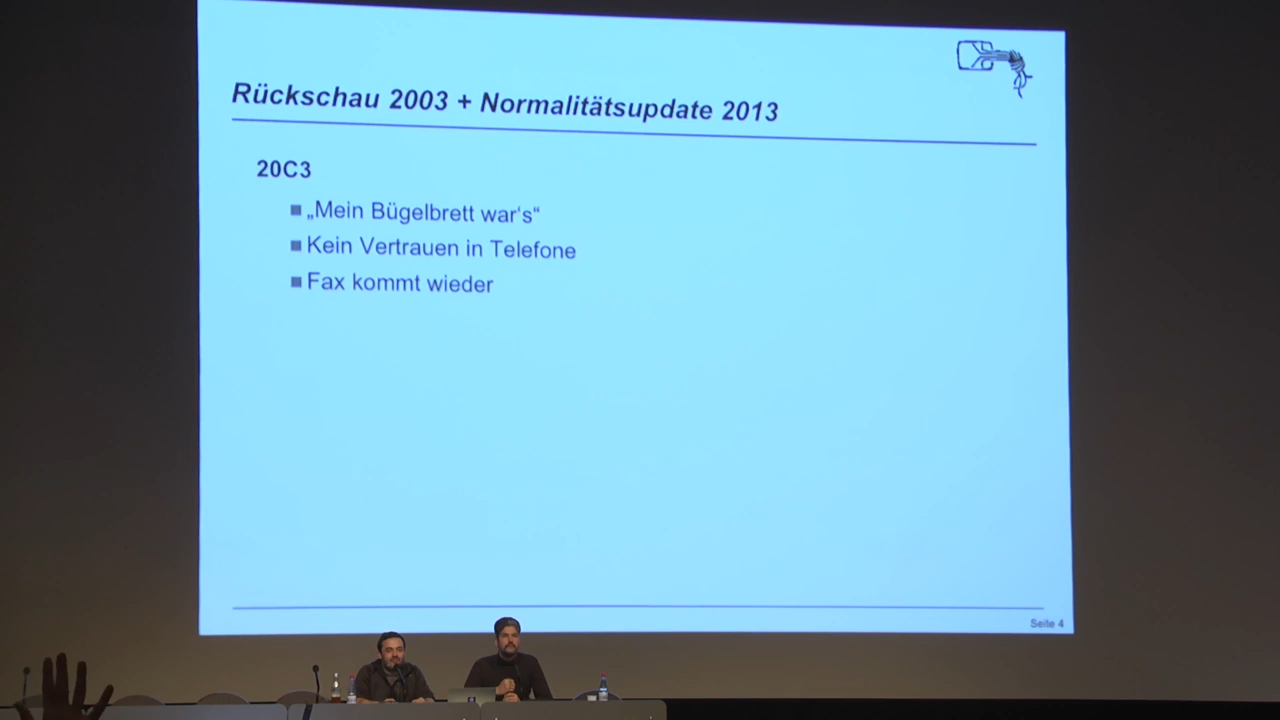 Rückschau 2003 + Normalitätsupdate 2013
20C3
„Mein Bügelbrett war‘s“
Kein Vertrauen in Telefone
Fax kommt wieder
Seite 4